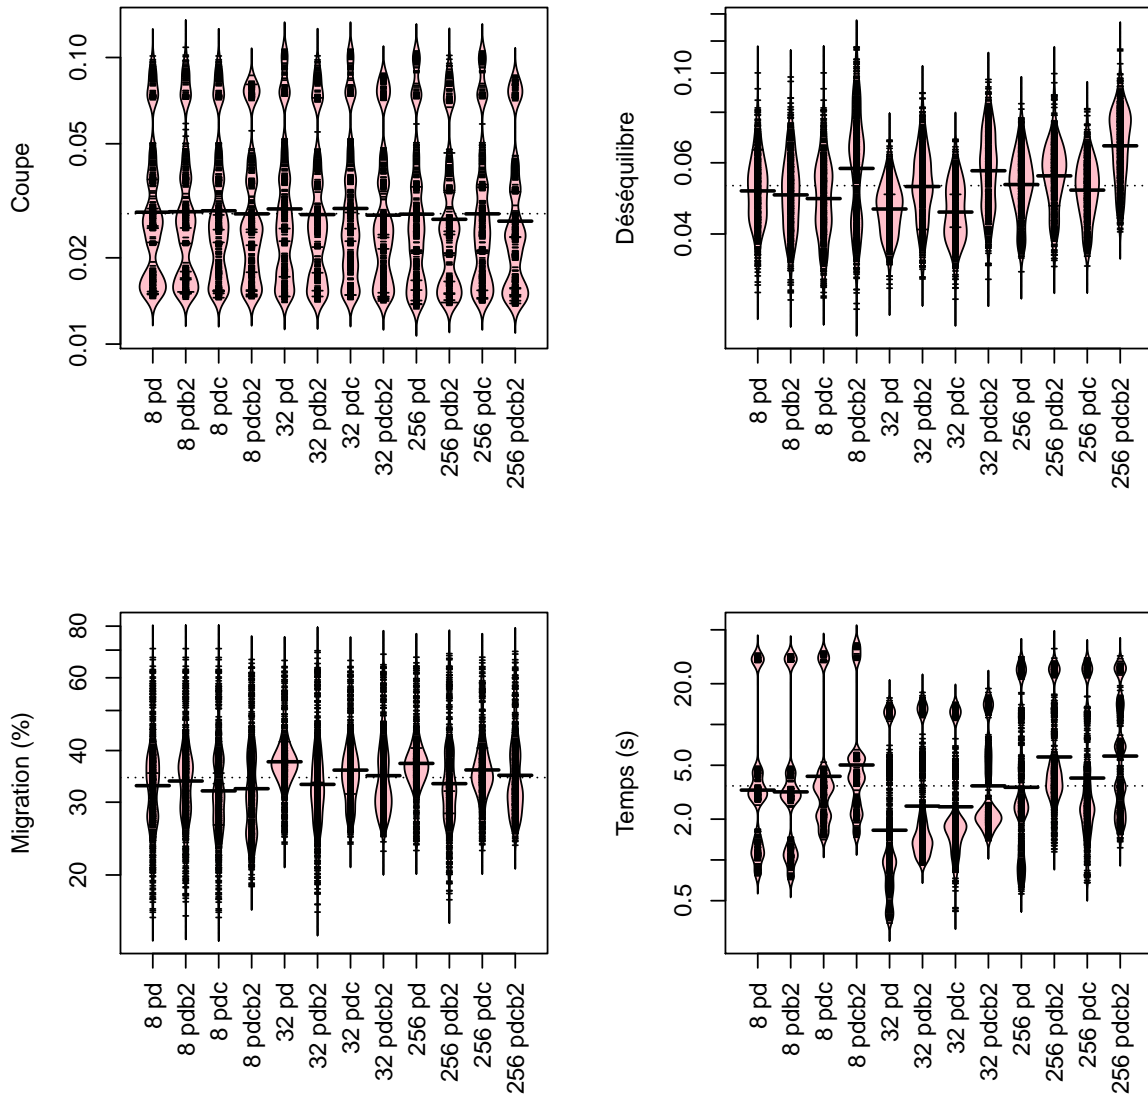 Coupe
0.10
0.05
0.02
0.01
8 pd
8 pdb2
8 pdc
8 pdcb2
32 pd
32 pdb2
32 pdc
32 pdcb2
256 pd
256 pdb2
256 pdc
256 pdcb2
Déséquilibre
0.10
0.06
0.04
8 pd
8 pdb2
8 pdc
8 pdcb2
32 pd
32 pdb2
32 pdc
32 pdcb2
256 pd
256 pdb2
256 pdc
256 pdcb2
Migration (%)
80
60
40
30
20
8 pd
8 pdb2
8 pdc
8 pdcb2
32 pd
32 pdb2
32 pdc
32 pdcb2
256 pd
256 pdb2
256 pdc
256 pdcb2
Temps (s)
20.0
5.0
2.0
0.5
8 pd
8 pdb2
8 pdc
8 pdcb2
32 pd
32 pdb2
32 pdc
32 pdcb2
256 pd
256 pdb2
256 pdc
256 pdcb2